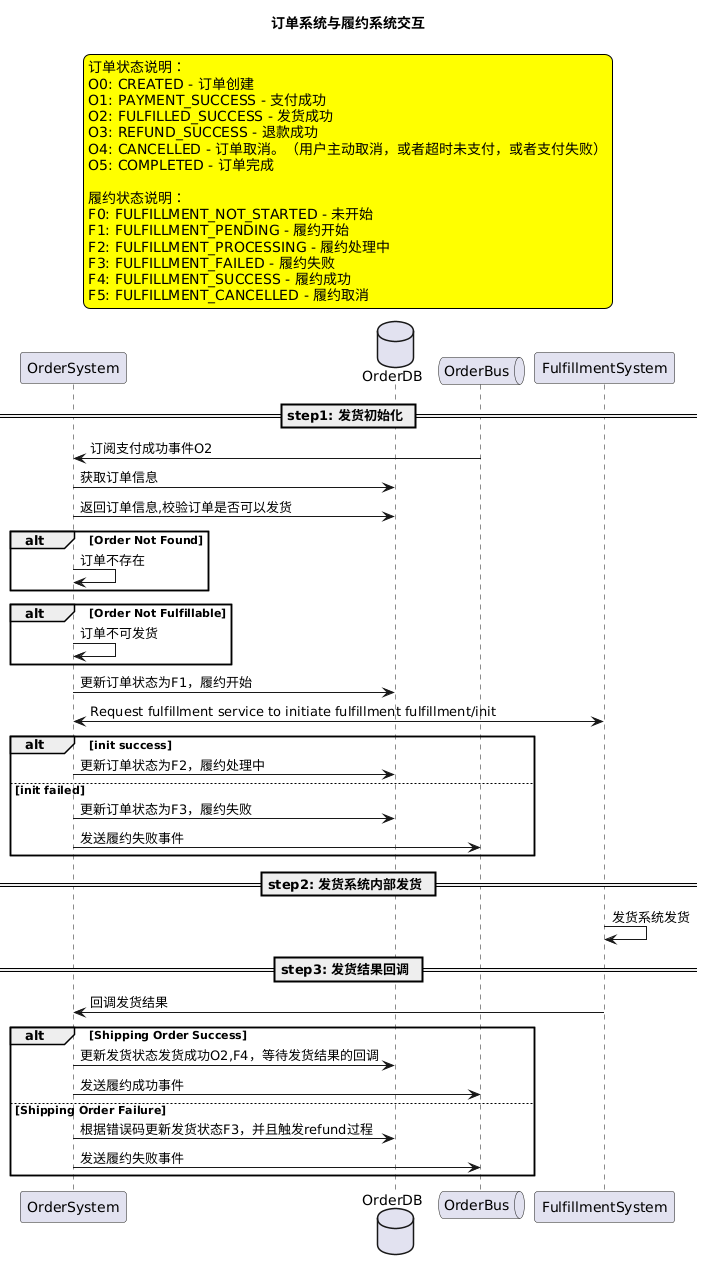 订单系统与履约系统交互
订单状态说明：
O0: CREATED - 订单创建
O1: PAYMENT_SUCCESS - 支付成功
O2: FULFILLED_SUCCESS - 发货成功
O3: REFUND_SUCCESS - 退款成功
O4: CANCELLED - 订单取消。（用户主动取消，或者超时未支付，或者支付失败）
O5: COMPLETED - 订单完成
履约状态说明：
F0: FULFILLMENT_NOT_STARTED - 未开始
F1: FULFILLMENT_PENDING - 履约开始
F2: FULFILLMENT_PROCESSING - 履约处理中
F3: FULFILLMENT_FAILED - 履约失败
F4: FULFILLMENT_SUCCESS - 履约成功
F5: FULFILLMENT_CANCELLED - 履约取消
OrderSystem
OrderDB
OrderBus
FulfillmentSystem
step1: 发货初始化
订阅支付成功事件O2
获取订单信息
返回订单信息,校验订单是否可以发货
alt [Order Not Found]
订单不存在
alt [Order Not Fulfillable]
订单不可发货
更新订单状态为F1，履约开始
Request fulfillment service to initiate fulfillment fulfillment/init
alt [init success]
更新订单状态为F2，履约处理中
[init failed]
更新订单状态为F3，履约失败
发送履约失败事件
step2: 发货系统内部发货
发货系统发货
step3: 发货结果回调
回调发货结果
alt [Shipping Order Success]
更新发货状态发货成功O2,F4，等待发货结果的回调
发送履约成功事件
[Shipping Order Failure]
根据错误码更新发货状态F3，并且触发refund过程
发送履约失败事件
OrderSystem
OrderDB
OrderBus
FulfillmentSystem